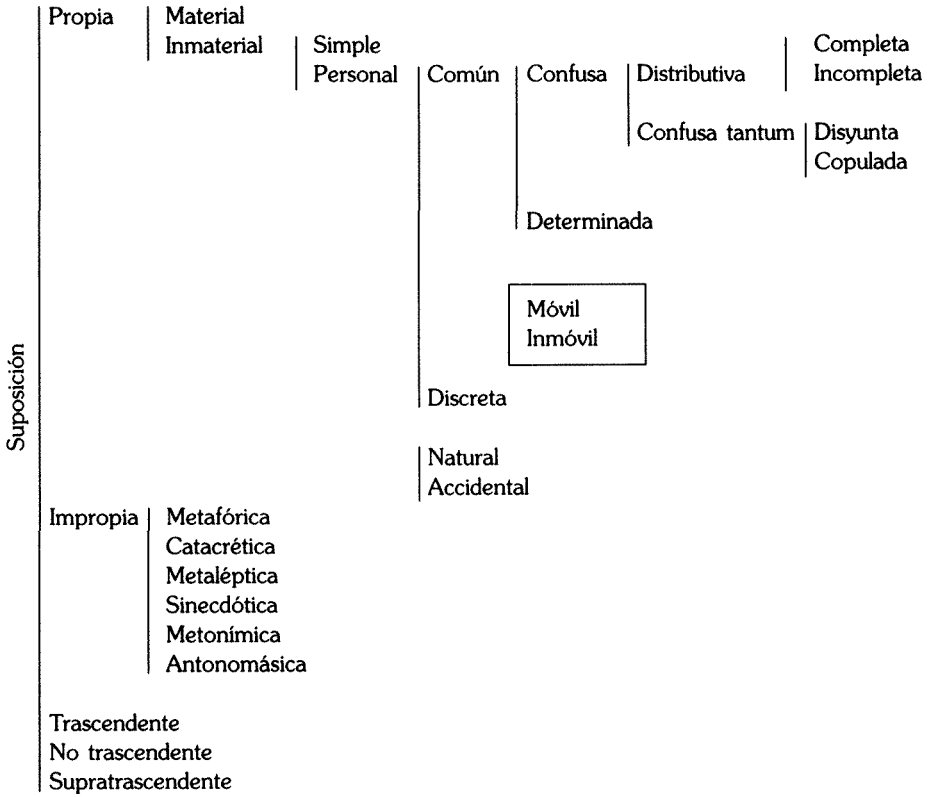 Propia Material
Inmaterial Simple Completa
Personal Común Confusa Distributiva Incompleta
Confusa tantum Disyunta
Copulada
Determinada
Móvil
Inmóvil
Suposición
Discreta
Natural
Accidental
Impropia Metafórica
Catacrética
Metaléptica
Sinecdótica
Metonímica
Antonomásica
Trascendente
No trascendente
Supratrascendente